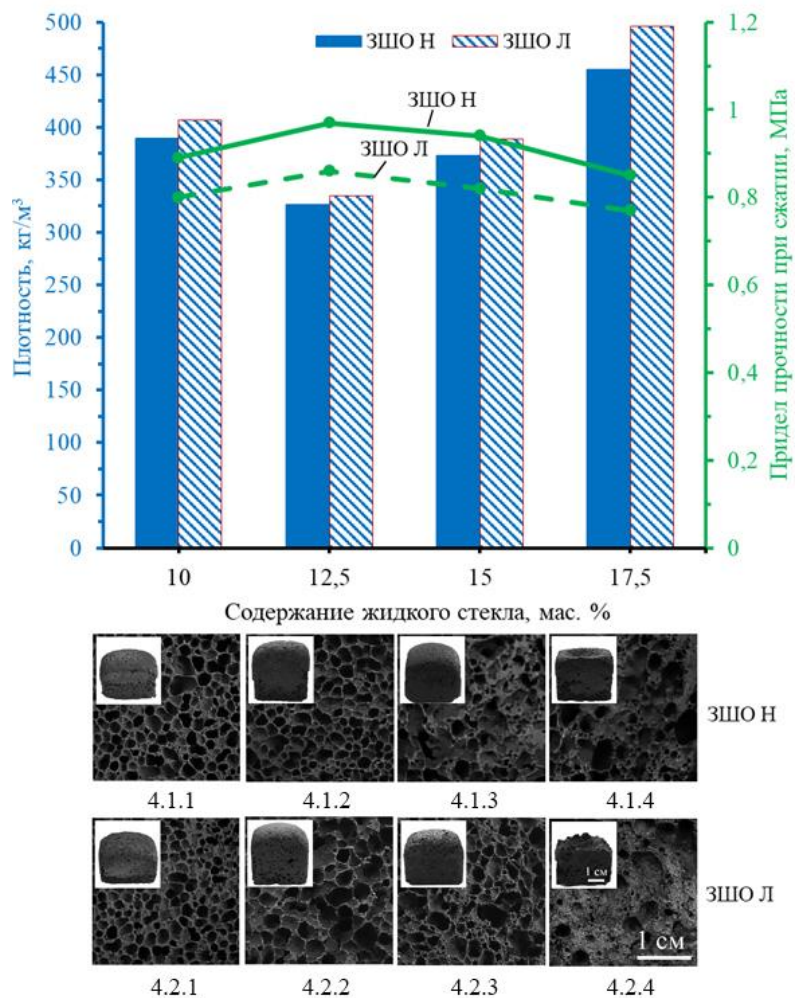 500
450
400
350
300
250
200
150
100
50
0
Плотность, кг/м³
ЗШО Н
ЗШО Л
ЗШО Н
ЗШО Л
1,2
1
0,8
0,6
0,4
0,2
0
Придел прочности при сжатии, МПа
10
12,5
15
17,5
Содержание жидкого стекла, мас. %
ЗШО Н
4.1.1
4.1.2
4.1.3
4.1.4
1 см
1 см
ЗШО Л
4.2.1
4.2.2
4.2.3
4.2.4